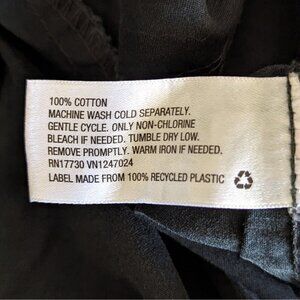 100% COTTON
MACHINE WASH COLD SEPARATELY.
GENTLE CYCLE. ONLY NON-CHLORINE
BLEACH IF NEEDED. TUMBLE DRY LOW.
REMOVE PROMPTLY. WARM IRON IF NEEDED.
RN17730 VN1247024
LABEL MADE FROM 100% RECYCLED PLASTIC